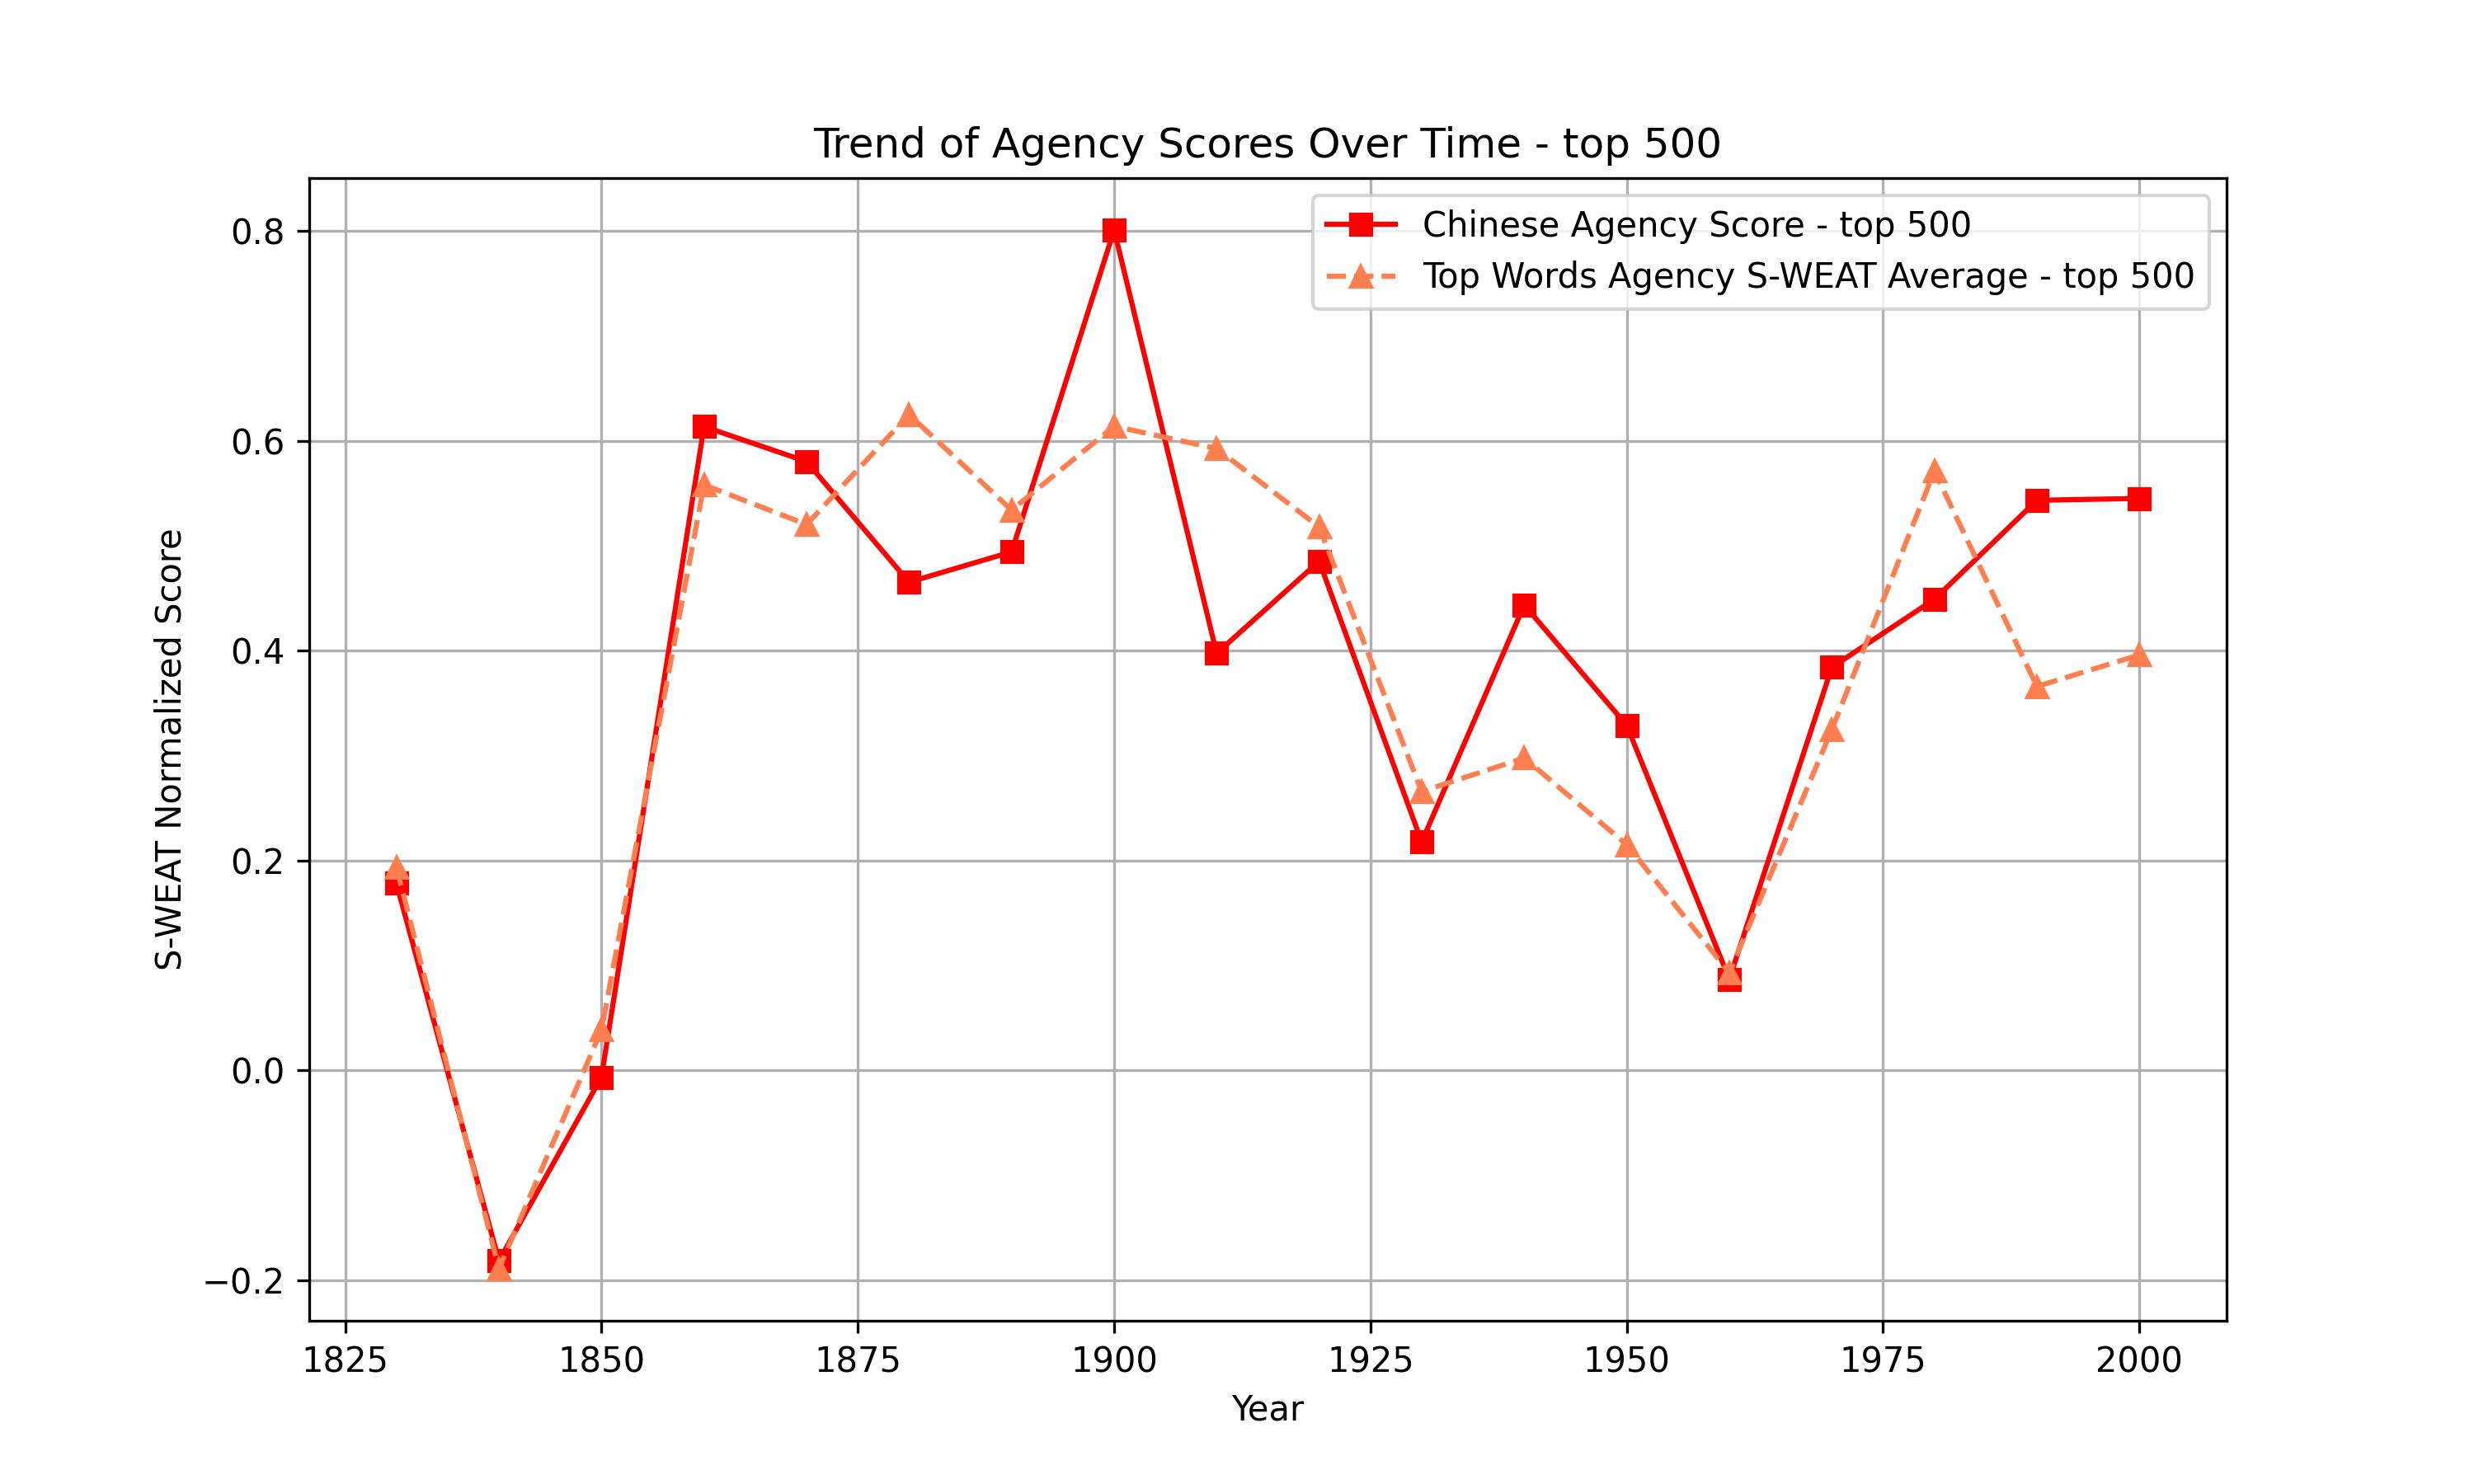 Trend of Agency Scores Over Time - top 500
Chinese Agency Score - top 500
Top Words Agency S-WEAT Average - top 500
S-WEAT Normalized Score
0.8
0.6
0.4
0.2
0.0
−0.2
1825 1850 1875 1900 1925 1950 1975 2000
Year